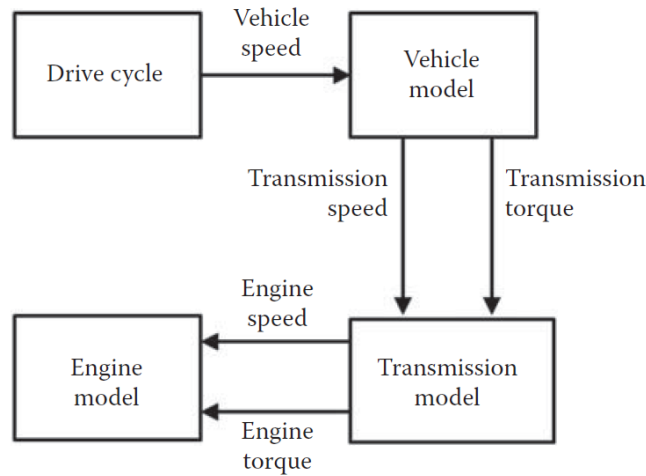 Drive cycle
Vehicle
speed
Vehicle
model
Transmission
speed
Transmission
torque
Engine
speed
Engine
model
Transmission
model
Engine
torque